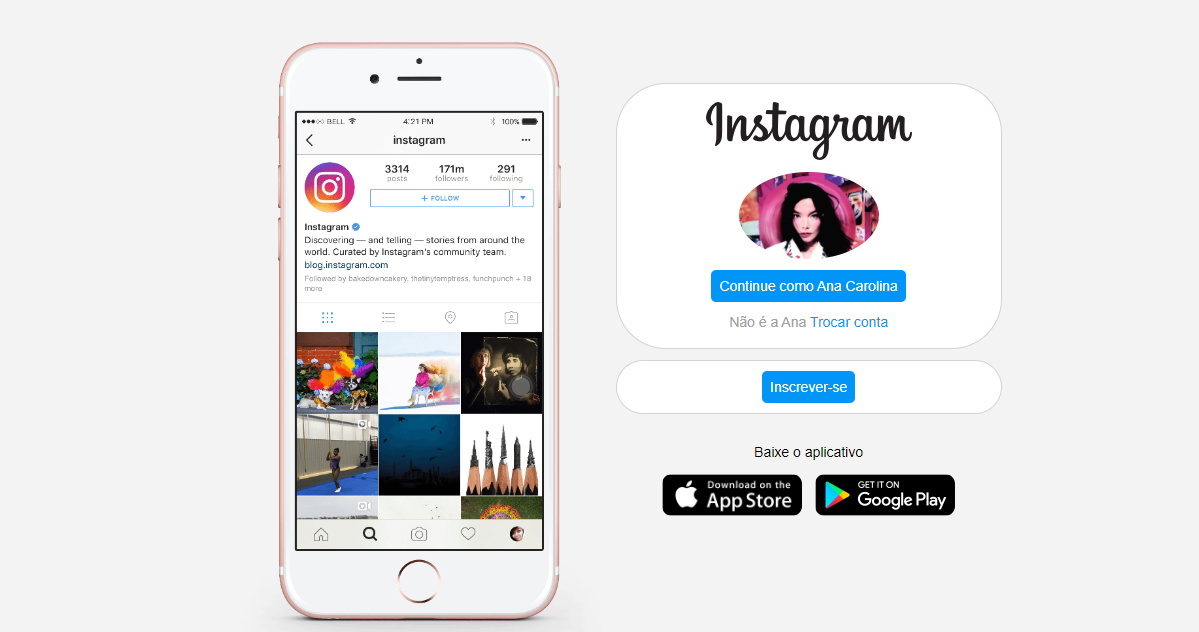 BELL 4:21 PM 100%
instagram
3314 171m 291
posts followers following
+ FOLLOW
Instagram
Discovering — and telling — stories from around the
world. Curated by Instagram's community team.
blog.instagram.com
Followed by bakedowncakery, thetinytemptress, funchpunch + 18
more
Instagram
Continue como Ana Carolina
Não é a Ana Trocar conta
Inscrever-se
Baixe o aplicativo
Download on the
App Store
GET IT ON
Google Play